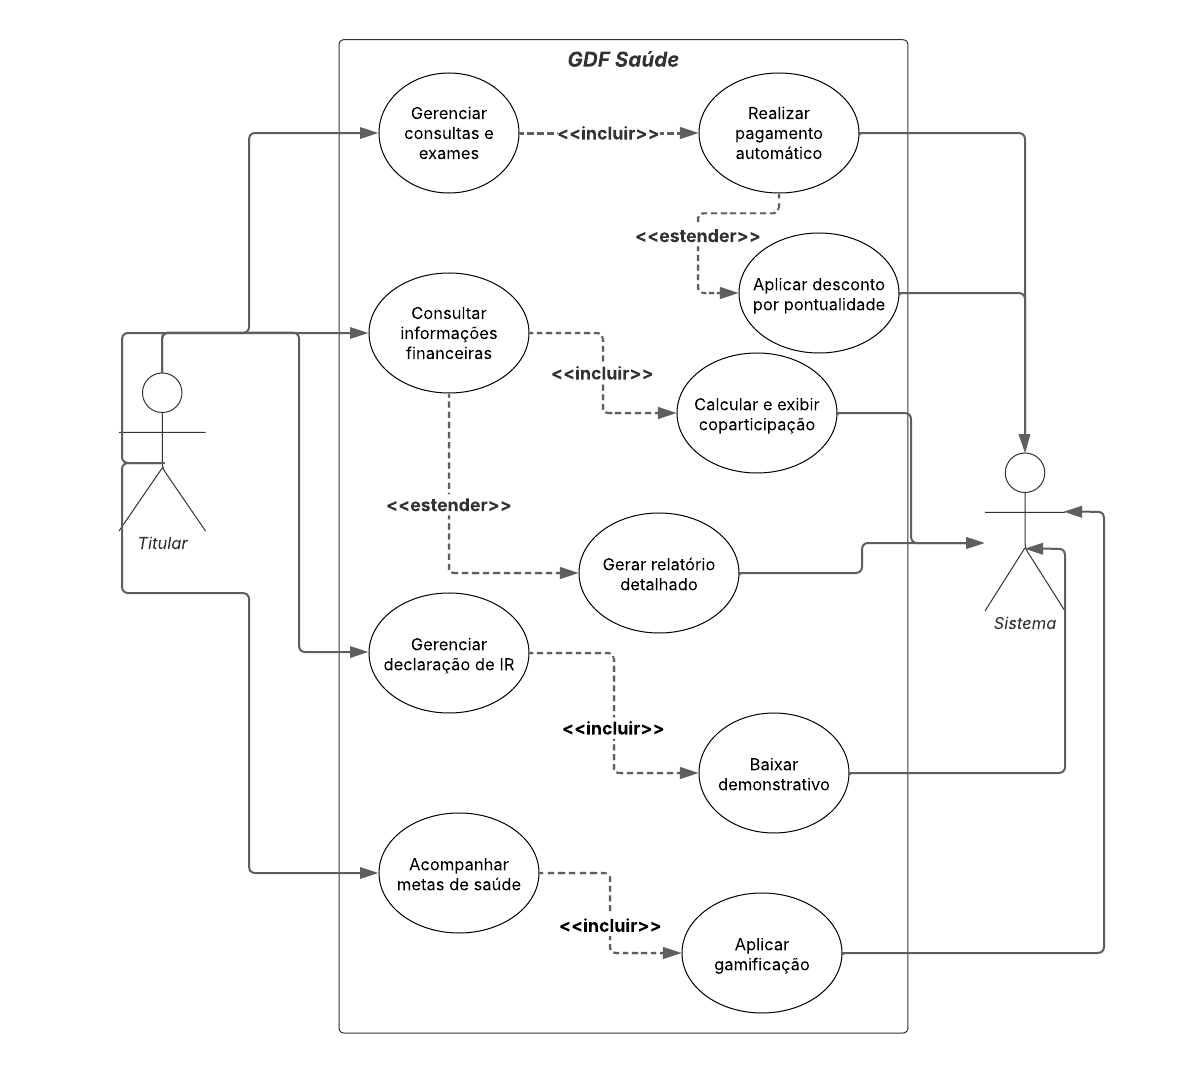 GDF Saúde
Gerenciar
consultas e
exames
<<incluir>>
Realizar
pagamento
automático
<<estender>>
Aplicar desconto
por pontualidade
Consultar
informações
financeiras
<<incluir>>
Calcular e exibir
coparticipação
<<estender>>
Titular
Gerar relatório
detalhado
Sistema
Gerenciar
declaração de IR
<<incluir>>
Baixar
demonstrativo
Acompanhar
metas de saúde
<<incluir>>
Aplicar
gamificação